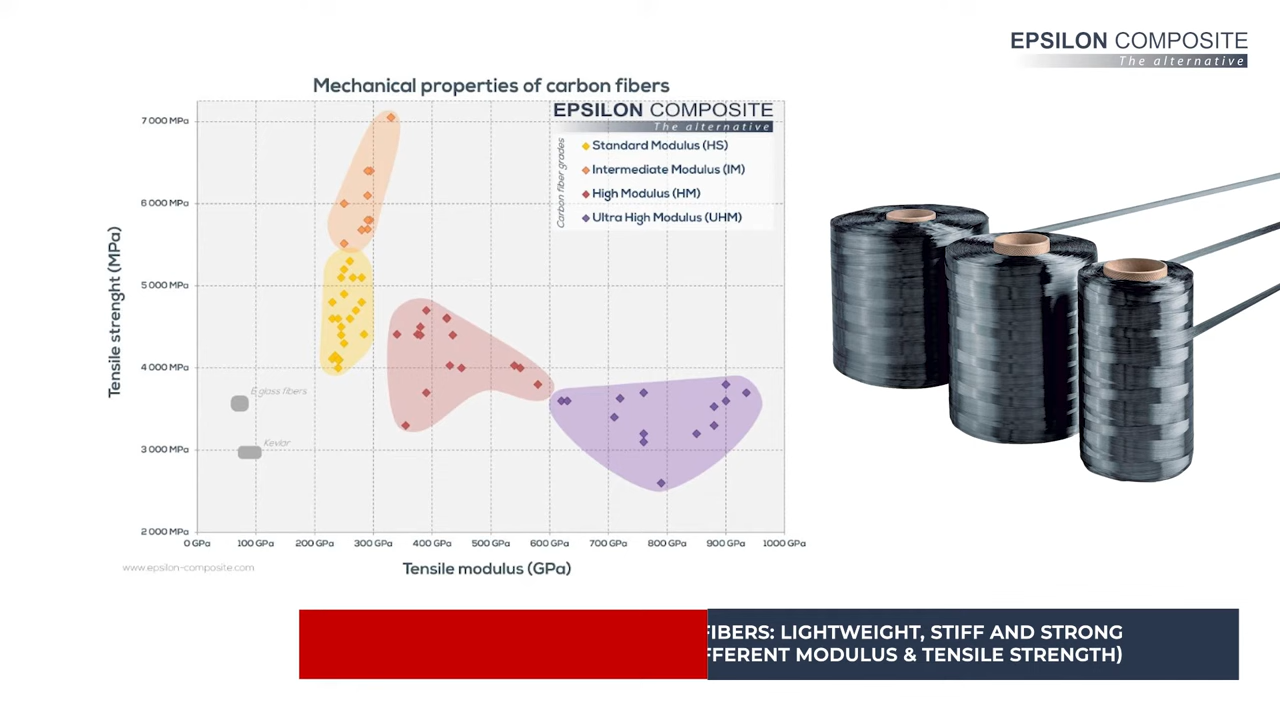 EPSILON COMPOSITE
The alternative
Mechanical properties of carbon fibers
EPSILON COMPOSITE
The alternative
Carbon fiber grades
Standard Modulus (HS)
Intermediate Modulus (IM)
High Modulus (HM)
Ultra High Modulus (UHM)
Tensile strenght (MPa)
7 000 MPa
6 000 MPa
5 000 MPa
4 000 MPa
3 000 MPa
2 000 MPa
E glass fibers
Kevlar
0 GPa 100 GPa 200 GPa 300 GPa 400 GPa 500 GPa 600 GPa 700 GPa 800 GPa 900 GPa 1000 GPa
www.epsilon-composite.com
Tensile modulus (GPa)
FIBERS: LIGHTWEIGHT, STIFF AND STRONG
FFERENT MODULUS & TENSILE STRENGTH)